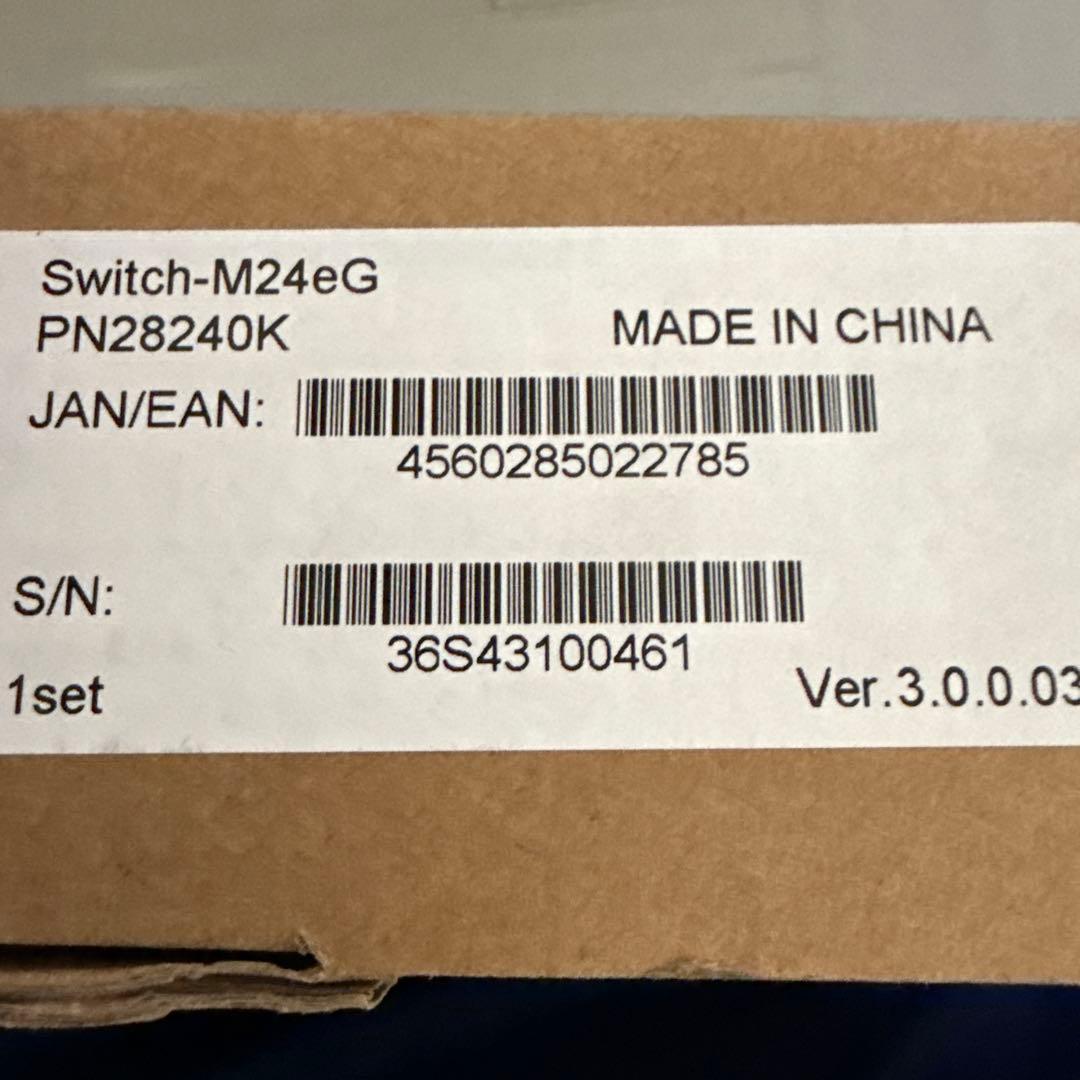 Switch-M24eG
PN28240K
MADE IN CHINA
JAN/EAN:
4560285022785
S/N:
36S43100461
1set
Ver.3.0.0.03